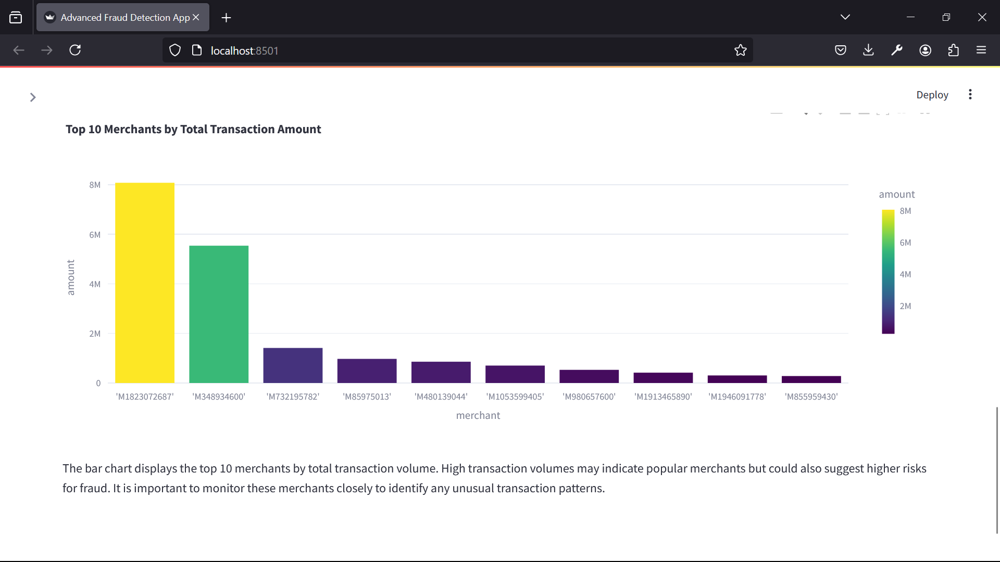 Advanced Fraud Detection App
localhost:8501
Deploy
Top 10 Merchants by Total Transaction Amount
8M
6M
4M
2M
0
amount
'M1823072687' 'M348934600' 'M732195782' 'M85975013' 'M480139044' 'M1053599405' 'M980657600' 'M1913465890' 'M1946091778' 'M855959430'
merchant
amount
8M
6M
4M
2M
The bar chart displays the top 10 merchants by total transaction volume. High transaction volumes may indicate popular merchants but could also suggest higher risks
for fraud. It is important to monitor these merchants closely to identify any unusual transaction patterns.